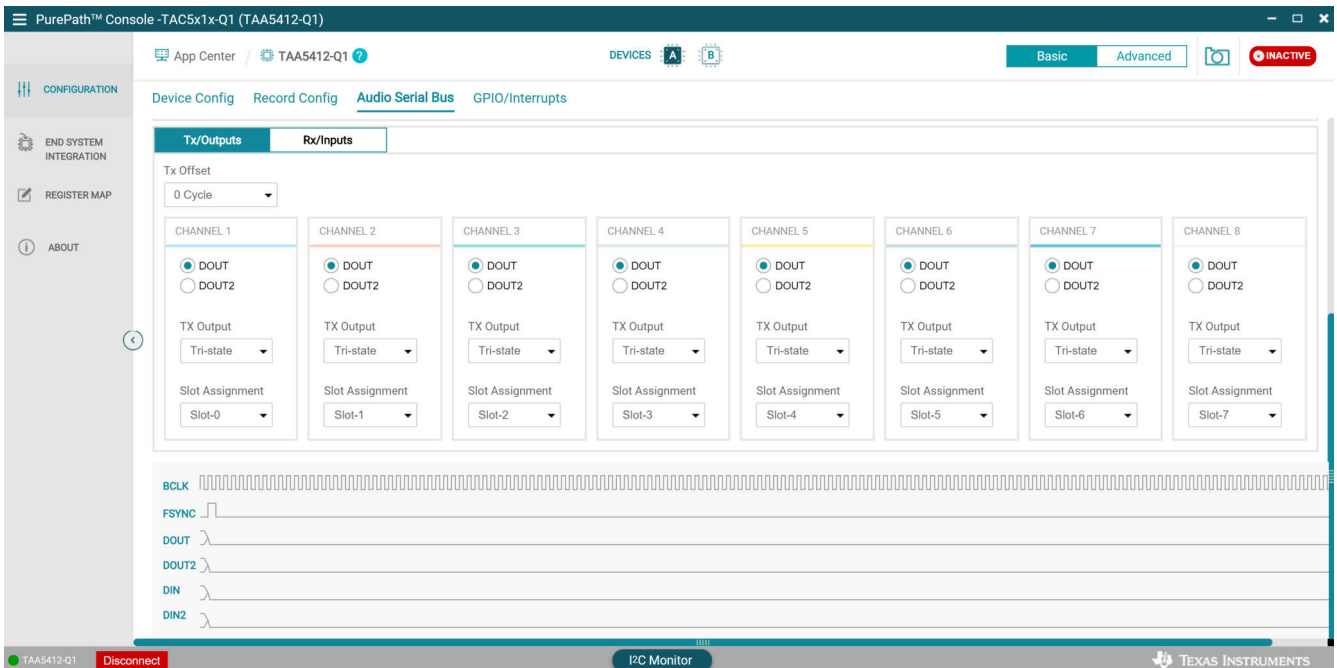 PurePath™ Console -TAC5x1x-Q1 (TAA5412-Q1)
App Center / TAA5412-Q1 ?
DEVICES A B
Basic Advanced
INACTIVE
CONFIGURATION
END SYSTEM
INTEGRATION
REGISTER MAP
ABOUT
Device Config Record Config Audio Serial Bus GPIO/Interrupts
Tx/Outputs Rx/Inputs
Tx Offset
0 Cycle
CHANNEL 1 CHANNEL 2 CHANNEL 3 CHANNEL 4 CHANNEL 5 CHANNEL 6 CHANNEL 7 CHANNEL 8
DOUT DOUT DOUT DOUT DOUT DOUT DOUT DOUT
DOUT2 DOUT2 DOUT2 DOUT2 DOUT2 DOUT2 DOUT2 DOUT2
TX Output TX Output TX Output TX Output TX Output TX Output TX Output TX Output
Tri-state Tri-state Tri-state Tri-state Tri-state Tri-state Tri-state Tri-state
Slot Assignment Slot Assignment Slot Assignment Slot Assignment Slot Assignment Slot Assignment Slot Assignment Slot Assignment
Slot-0 Slot-1 Slot-2 Slot-3 Slot-4 Slot-5 Slot-6 Slot-7
BCLK
FSYNC
DOUT
DOUT2
DIN
DIN2
TAA5412-Q1 Disconnect I²C Monitor TEXAS INSTRUMENTS